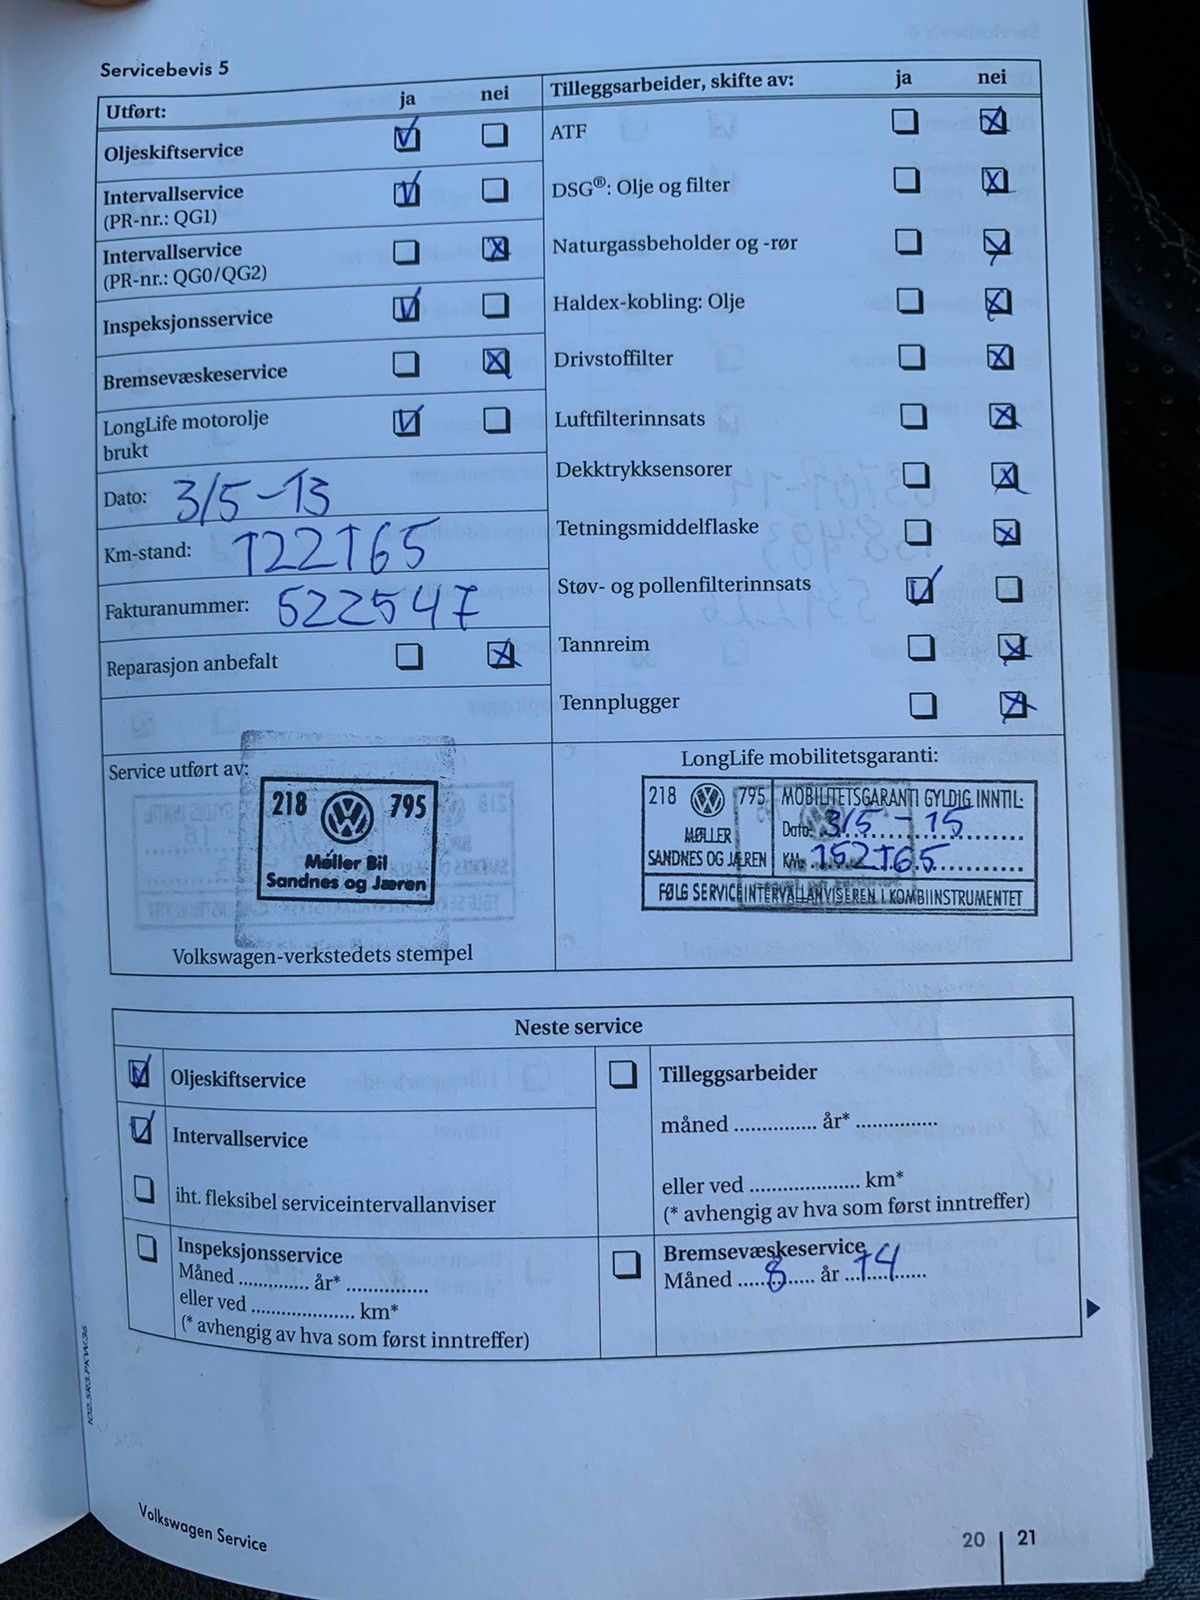 Servicebevis 5
Utført: ja nei
Oljeskiftservice
Intervallservice
(PR-nr.: QG1)
Intervallservice
(PR-nr.: QG0/QG2)
Inspeksjonsservice
Bremsevæskeservice
LongLife motorolje
brukt
Dato: 3/5-13
Km-stand: 122165
Fakturanummer: 622547
Reparasjon anbefalt
Tilleggsarbeider, skifte av: ja nei
ATF
DSG®: Olje og filter
Naturgassbeholder og -rør
Haldex-kobling: Olje
Drivstoffilter
Luftfilterinnsats
Dekktrykksensorer
Tetningsmiddelflaske
Støv- og pollenfilterinnsats
Tannreim
Tennplugger
Service utført av:
218 795
Møller Bil
Sandnes og Jæren
Volkswagen-verkstedets stempel
LongLife mobilitetsgaranti:
218 795
MØLLER
SANDNES OG JÆREN
MOBILITETSGARANTI GYLDIG INNTIL:
Dato: 3/5-15
KM: 152165
FØLG SERVICEINTERVALLANVISEREN I KOMBIINSTRUMENTET
Neste service
Oljeskiftservice
Intervallservice
iht. fleksibel serviceintervallanviser
Inspeksjonsservice
Måned .............. år* ................
eller ved .................... km*
(* avhengig av hva som først inntreffer)
Tilleggsarbeider
måned ............... år* ...............
eller ved .................... km*
(* avhengig av hva som først inntreffer)
Bremsevæskeservice
Måned .....8..... år ...14.......
102.5R3.PKW.36
Volkswagen Service
20 21